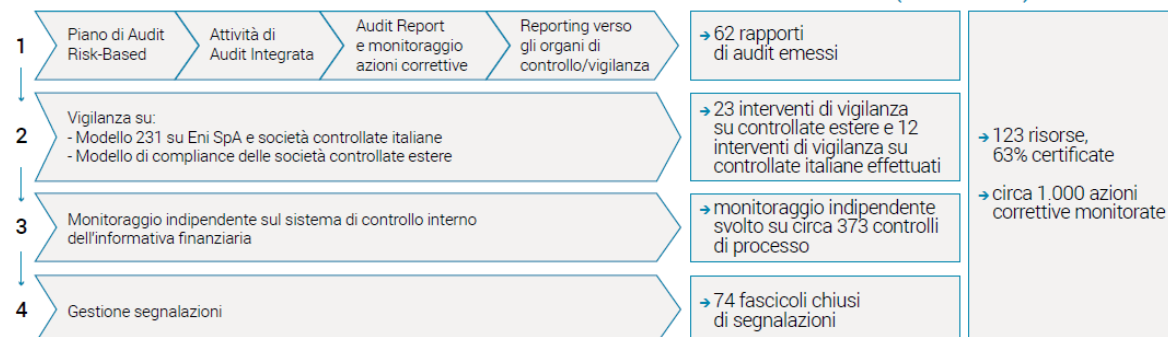 1
Piano di Audit
Risk-Based
Attività di
Audit Integrata
Audit Report
e monitoraggio
azioni correttive
Reporting verso
gli organi di
controllo/vigilanza
→ 62 rapporti
di audit emessi
2
Vigilanza su:
- Modello 231 su Eni SpA e società controllate italiane
- Modello di compliance delle società controllate estere
→ 23 interventi di vigilanza
su controllate estere e 12
interventi di vigilanza su
controllate italiane effettuati
3
Monitoraggio indipendente sul sistema di controllo interno
dell'informativa finanziaria
→ monitoraggio indipendente
svolto su circa 373 controlli
di processo
4
Gestione segnalazioni
→ 74 fascicoli chiusi
di segnalazioni
→ 123 risorse,
63% certificate
→ circa 1.000 azioni
correttive monitorate